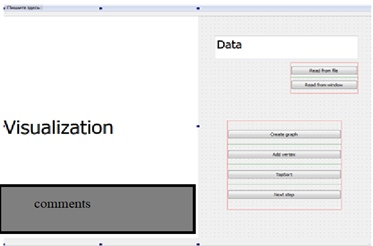 Пишите здесь
Data
Read from file
Read from window
Visualization
Create graph
Add vertex
TopSort
Next step
comments